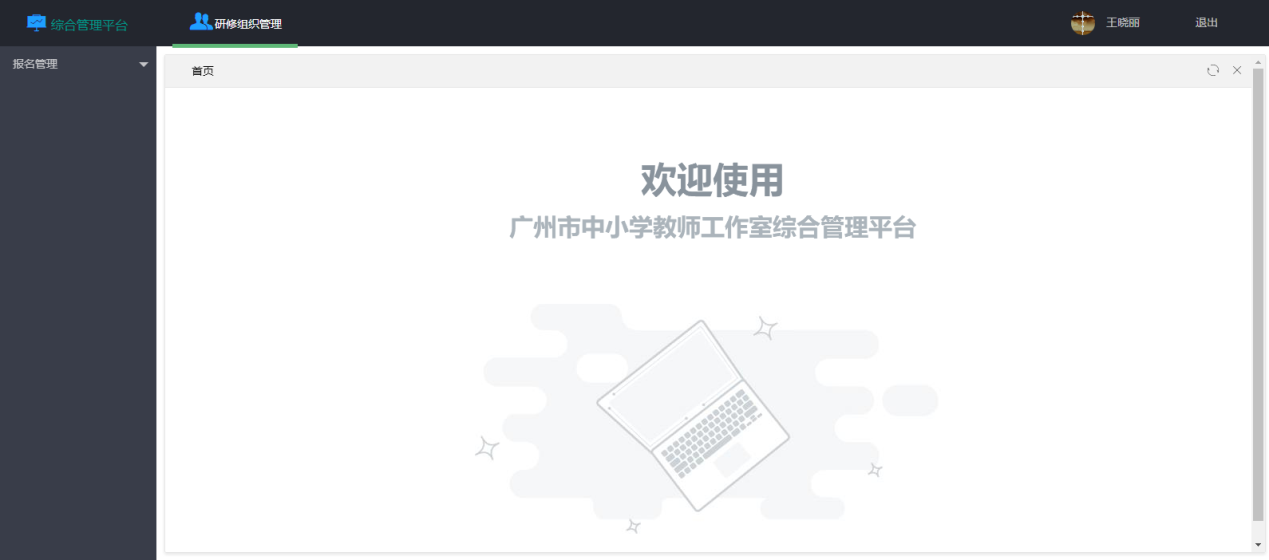 综合管理平台
研修组织管理
王晓丽
退出
报名管理
首页
欢迎使用
广州市中小学教师工作室综合管理平台